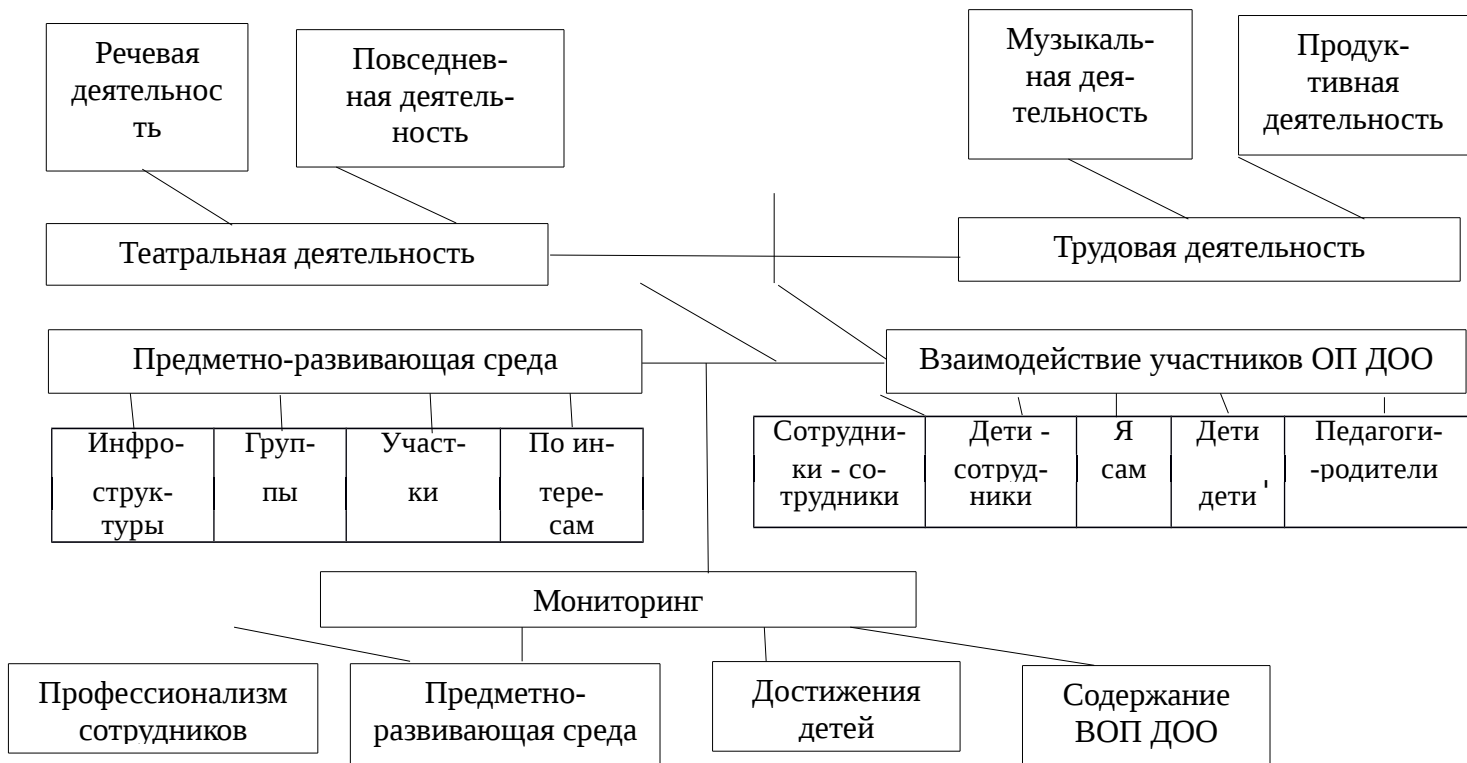 Речевая
деятельнос
ть
Повседнев-
ная деятель-
ность
Музыкаль-
ная дея-
тельность
Продук-
тивная
деятельность
Театральная деятельность
Трудовая деятельность
Предметно-развивающая среда
Взаимодействие участников ОП ДОО
Инфро-
струк-
туры
Груп-
пы
Участ-
ки
По ин-
тере-
сам
Сотрудни-
ки - со-
трудники
Дети -
сотруд-
ники
Я
сам
Дети
дети '
Педагоги-
-родители
Мониторинг
Профессионализм
сотрудников
Предметно-
развивающая среда
Достижения
детей
Содержание
ВОП ДОО